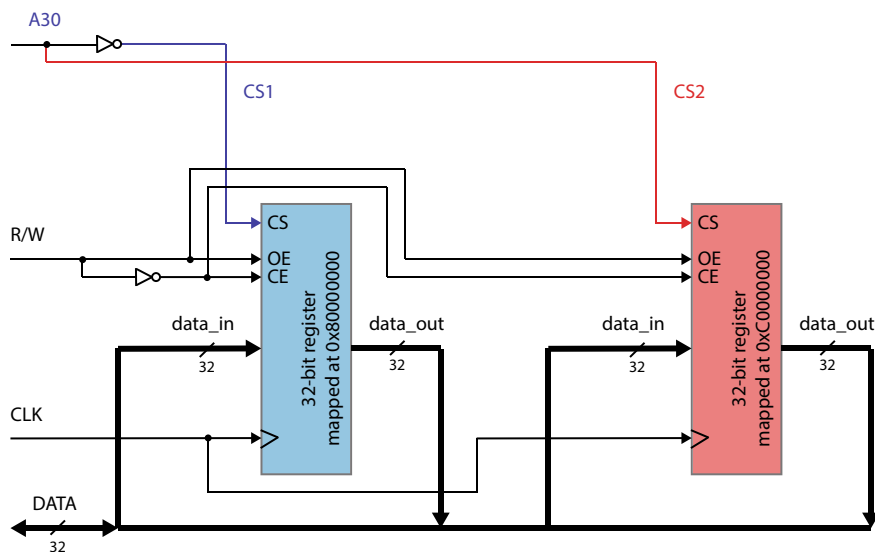 A30
CS1
CS2
R/W
CS
OE
CE
CS
OE
CE
data_in
32
data_out
32
data_in
32
data_out
32
32-bit register
mapped at 0x80000000
32-bit register
mapped at 0xC0000000
CLK
DATA
32